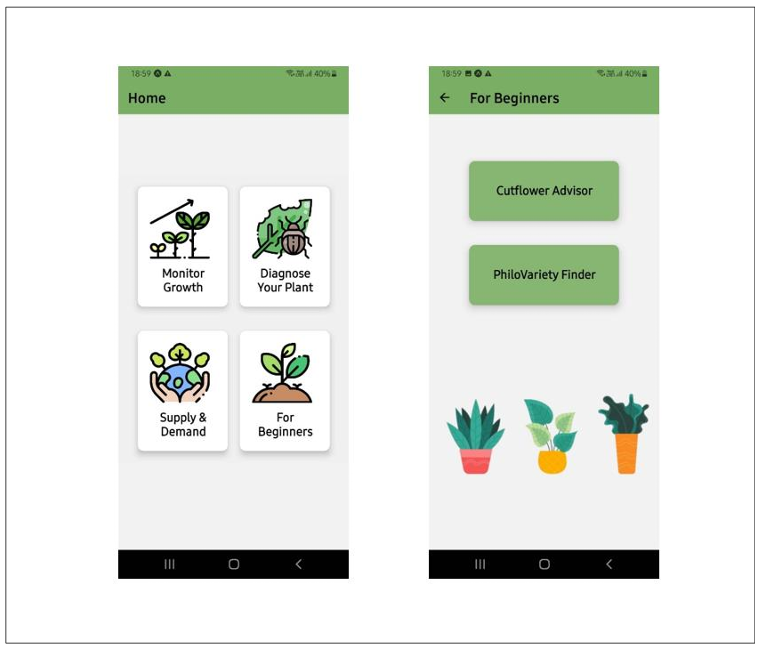 18:59
40%
Home
Monitor
Growth
Diagnose
Your Plant
Supply &
Demand
For
Beginners
18:59
40%
For Beginners
Cutflower Advisor
PhiloVariety Finder